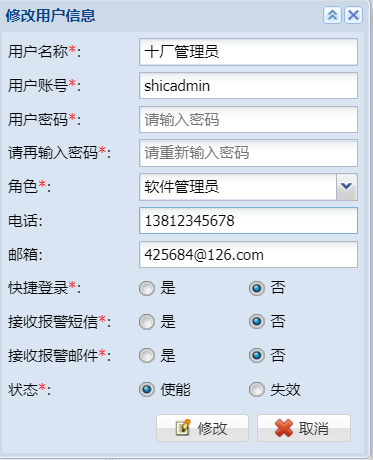 修改用户信息
用户名称*: 十厂管理员
用户账号*: shicadmin
用户密码*: 请输入密码
请再输入密码*: 请重新输入密码
角色*: 软件管理员
电话: 13812345678
邮箱: 425684@126.com
快捷登录*: 是 否
接收报警短信*: 是 否
接收报警邮件*: 是 否
状态*: 使能 失效
修改 取消